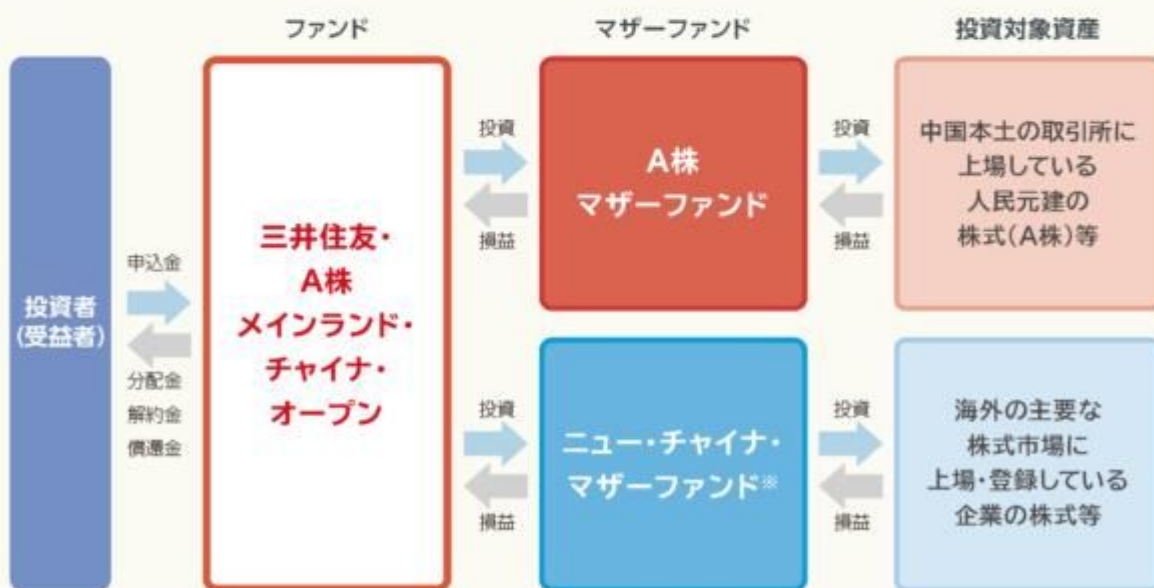 ファンド
マザーファンド
投資対象資産
投資者
(受益者)
申込金
分配金
解約金
償還金
三井住友・
A株
メインランド・
チャイナ・
オープン
投資
損益
A株
マザーファンド
投資
損益
中国本土の取引所に
上場している
人民元建の
株式(A株)等
投資
損益
ニュー・チャイナ・
マザーファンド※
投資
損益
海外の主要な
株式市場に
上場・登録している
企業の株式等